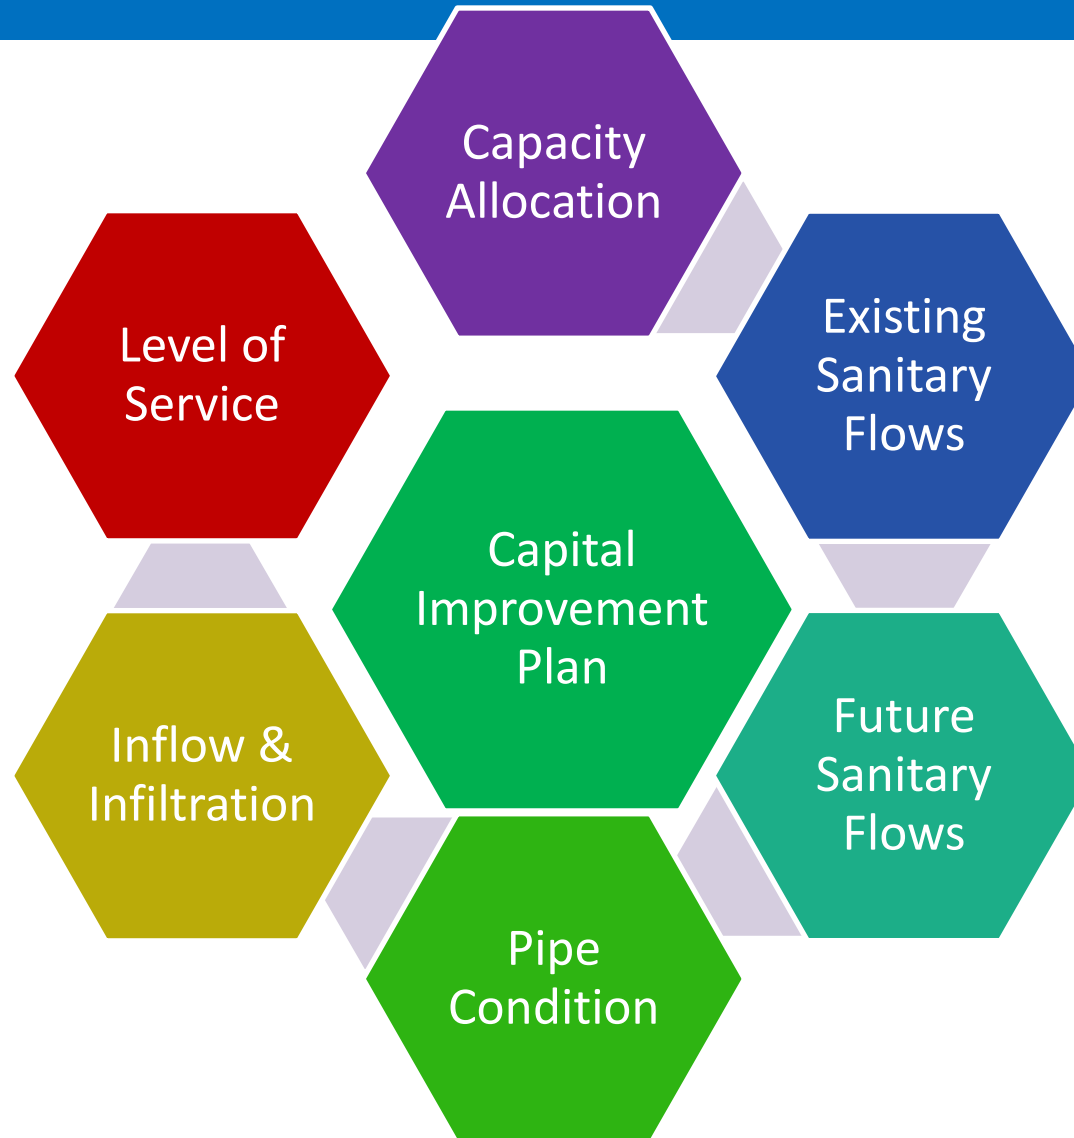 Capacity
Allocation
Level of
Service
Existing
Sanitary
Flows
Capital
Improvement
Plan
Inflow &
Infiltration
Future
Sanitary
Flows
Pipe
Condition